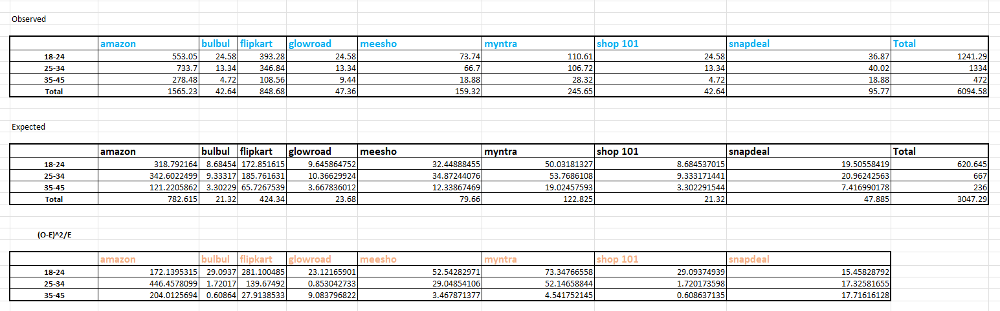 Observed
amazon bulbul flipkart glowroad meesho myntra shop 101 snapdeal Total
18-24 553.05 24.58 393.28 24.58 73.74 110.61 24.58 36.87 1241.29
25-34 733.7 13.34 346.84 13.34 66.7 106.72 13.34 40.02 1334
35-45 278.48 4.72 108.56 9.44 18.88 28.32 4.72 18.88 472
Total 1565.23 42.64 848.68 47.36 159.32 245.65 42.64 95.77 6094.58
Expected
amazon bulbul flipkart glowroad meesho myntra shop 101 snapdeal Total
18-24 318.792164 8.68454 172.851615 9.645864752 32.44888455 50.03181327 8.684537015 19.50558419 620.645
25-34 342.6022499 9.33317 185.761631 10.36629924 34.87244076 53.7686108 9.333171441 20.96242563 667
35-45 121.2205862 3.30229 65.7267539 3.667836012 12.33867469 19.02457593 3.302291544 7.416990178 236
Total 782.615 21.32 424.34 23.68 79.66 122.825 21.32 47.885 3047.29
(O-E)^2/E
amazon bulbul flipkart glowroad meesho myntra shop 101 snapdeal
18-24 172.1395315 29.0937 281.100485 23.12165901 52.54282971 73.34766558 29.09374939 15.45828792
25-34 446.4578099 1.72017 139.67492 0.853042733 29.04854106 52.14658844 1.720173598 17.32581655
35-45 204.0125694 0.60864 27.9138533 9.083796822 3.467871377 4.541752145 0.608637135 17.71616128